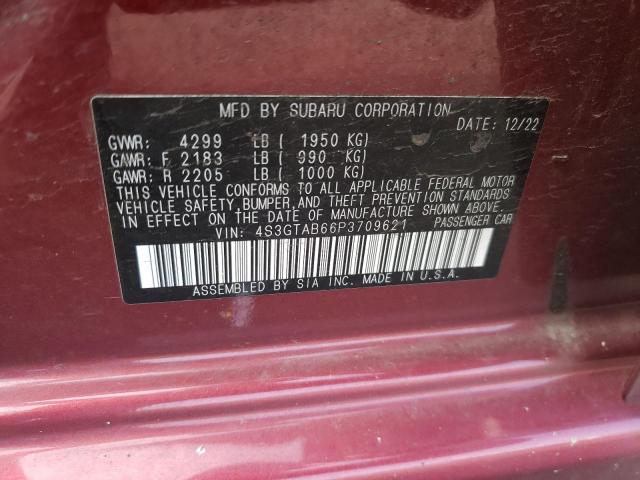 MFD BY SUBARU CORPORATION
DATE: 12/22
GVWR: 4299 LB ( 1950 KG)
GAWR: F 2183 LB ( 990 KG)
GAWR: R 2205 LB ( 1000 KG)
THIS VEHICLE CONFORMS TO ALL APPLICABLE FEDERAL MOTOR
VEHICLE SAFETY, BUMPER, AND THEFT PREVENTION STANDARDS
IN EFFECT ON THE DATE OF MANUFACTURE SHOWN ABOVE.
VIN: 4S3GTAB66P3709621 PASSENGER CAR
ASSEMBLED BY SIA INC. MADE IN U.S.A.